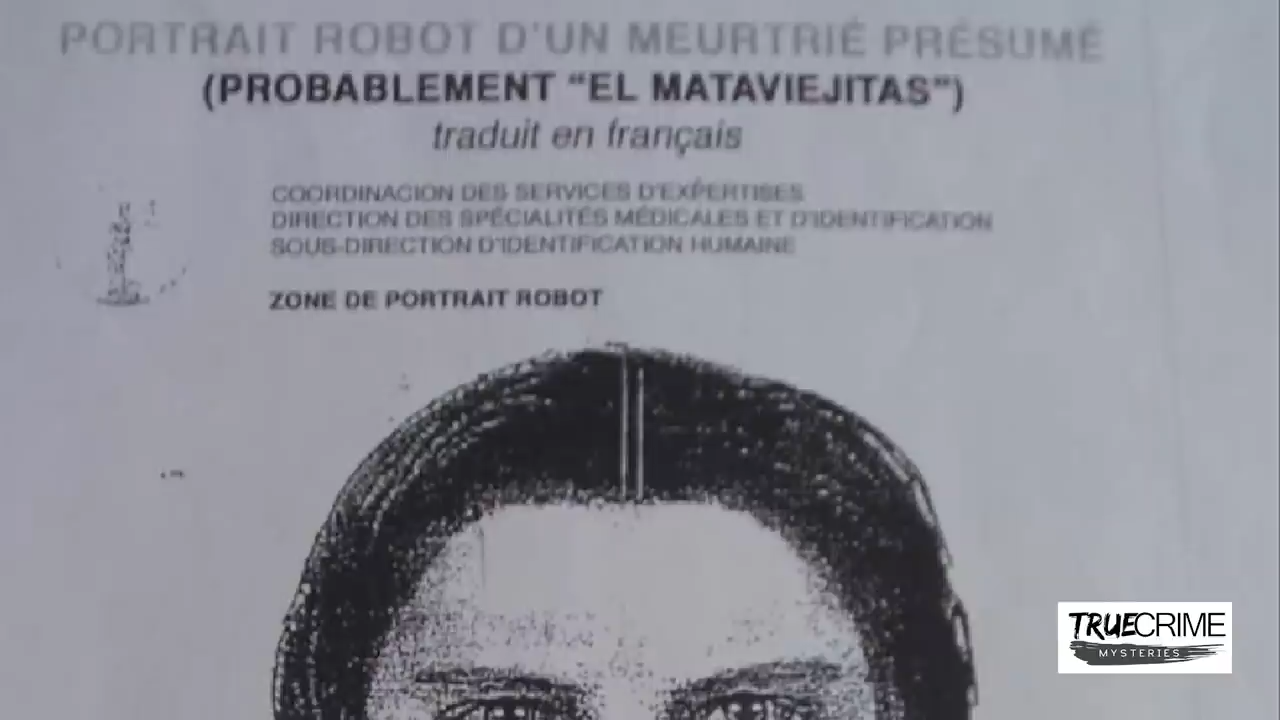 PORTRAIT ROBOT D'UN MEURTRIÉ PRÉSUMÉ
(PROBABLEMENT "EL MATAVIEJITAS")
traduit en français
COORDINACION DES SERVICES D'EXPERTISES
DIRECTION DES SPÉCIALITÉS MÉDICALES ET D'IDENTIFICATION
SOUS-DIRECTION D'IDENTIFICATION HUMAINE
ZONE DE PORTRAIT ROBOT
TRUECRIME
MYSTERIES